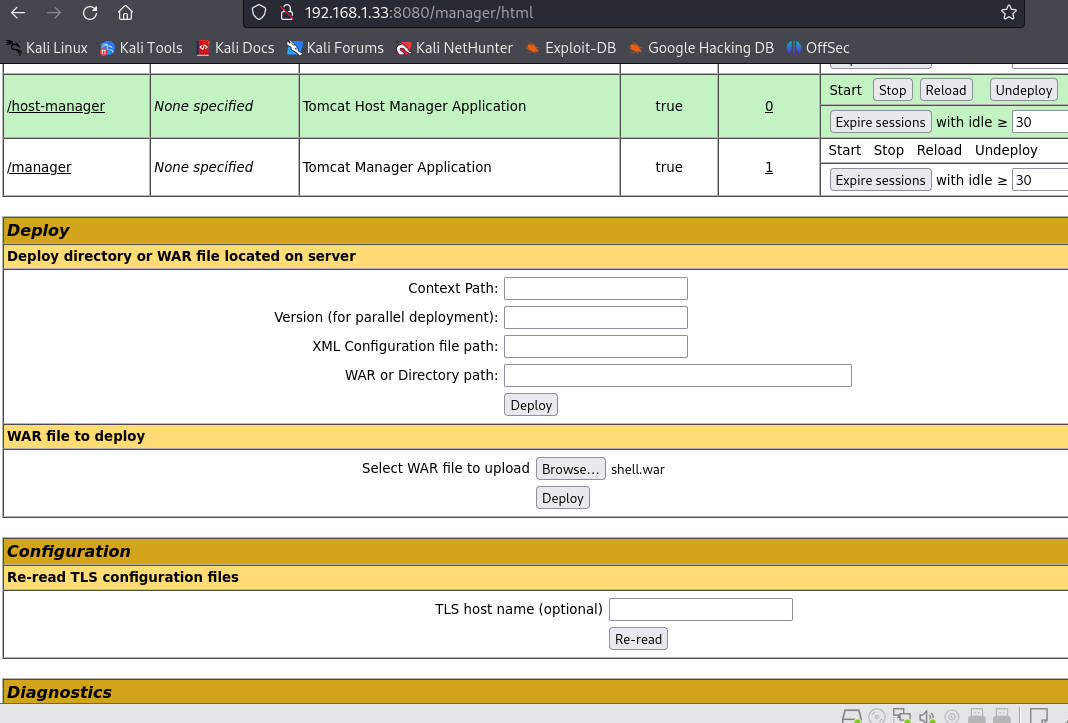 192.168.1.33:8080/manager/html
Kali Linux Kali Tools Kali Docs Kali Forums Kali NetHunter Exploit-DB Google Hacking DB OffSec
/host-manager None specified Tomcat Host Manager Application true 0 Start Stop Reload Undeploy
Expire sessions with idle ≥ 30
/manager None specified Tomcat Manager Application true 1 Start Stop Reload Undeploy
Expire sessions with idle ≥ 30
Deploy
Deploy directory or WAR file located on server
Context Path:
Version (for parallel deployment):
XML Configuration file path:
WAR or Directory path:
Deploy
WAR file to deploy
Select WAR file to upload Browse... shell.war
Deploy
Configuration
Re-read TLS configuration files
TLS host name (optional)
Re-read
Diagnostics